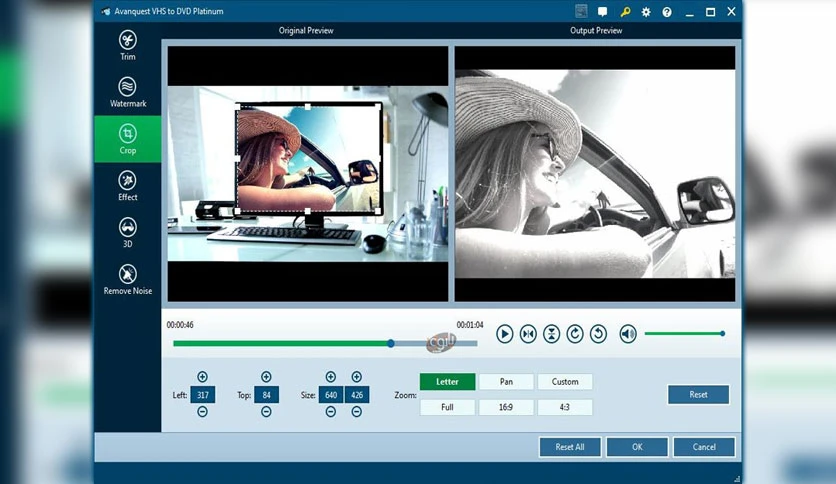 Avanquest VHS to DVD Platinum
Original Preview
Output Preview
Trim
Watermark
Crop
Effect
3D
Remove Noise
00:00:46
00:01:04
cgit
Left: 317
Top: 84
Size: 640 426
Zoom:
Letter Pan Custom
Full 16:9 4:3
Reset
Reset All OK Cancel